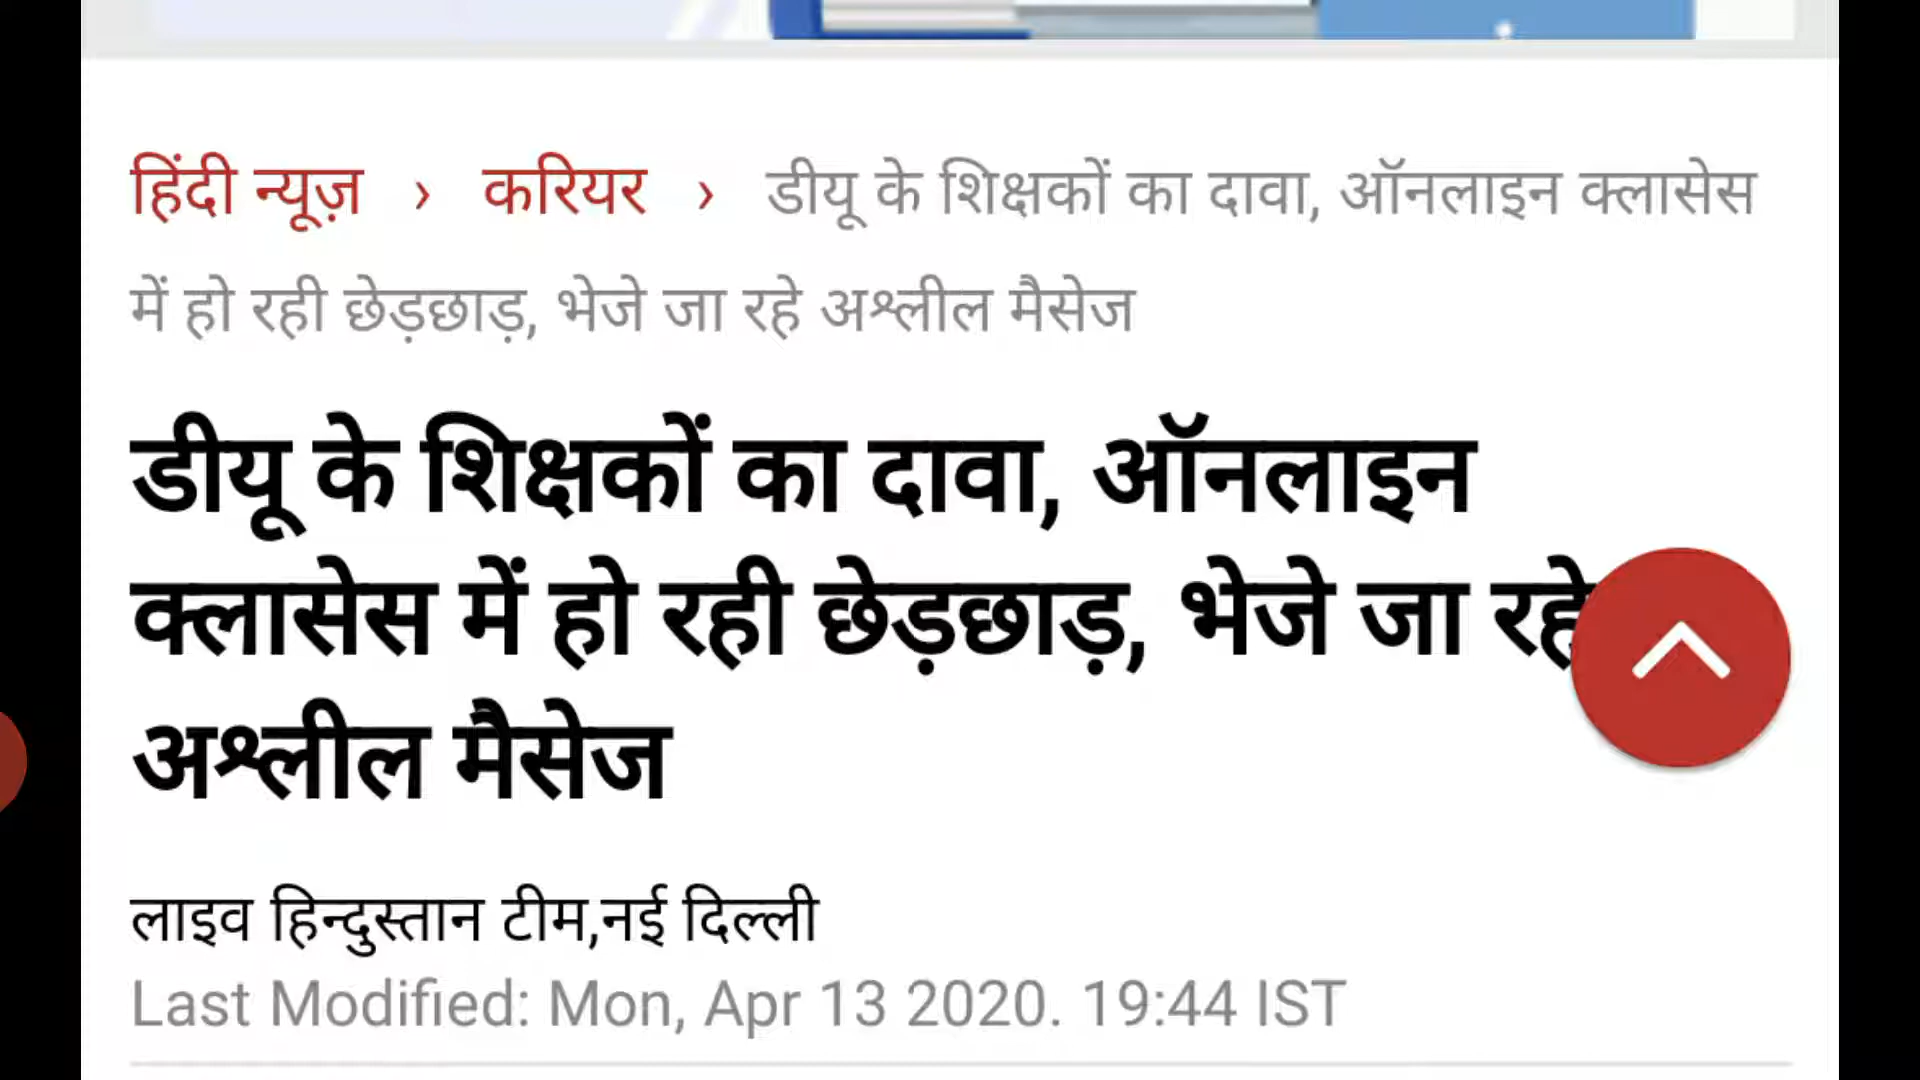 हिंदी न्यूज़ › करियर › डीयू के शिक्षकों का दावा, ऑनलाइन क्लासेस
में हो रही छेड़छाड़, भेजे जा रहे अश्लील मैसेज
डीयू के शिक्षकों का दावा, ऑनलाइन
क्लासेस में हो रही छेड़छाड़, भेजे जा रहे
अश्लील मैसेज
लाइव हिन्दुस्तान टीम,नई दिल्ली
Last Modified: Mon, Apr 13 2020. 19:44 IST